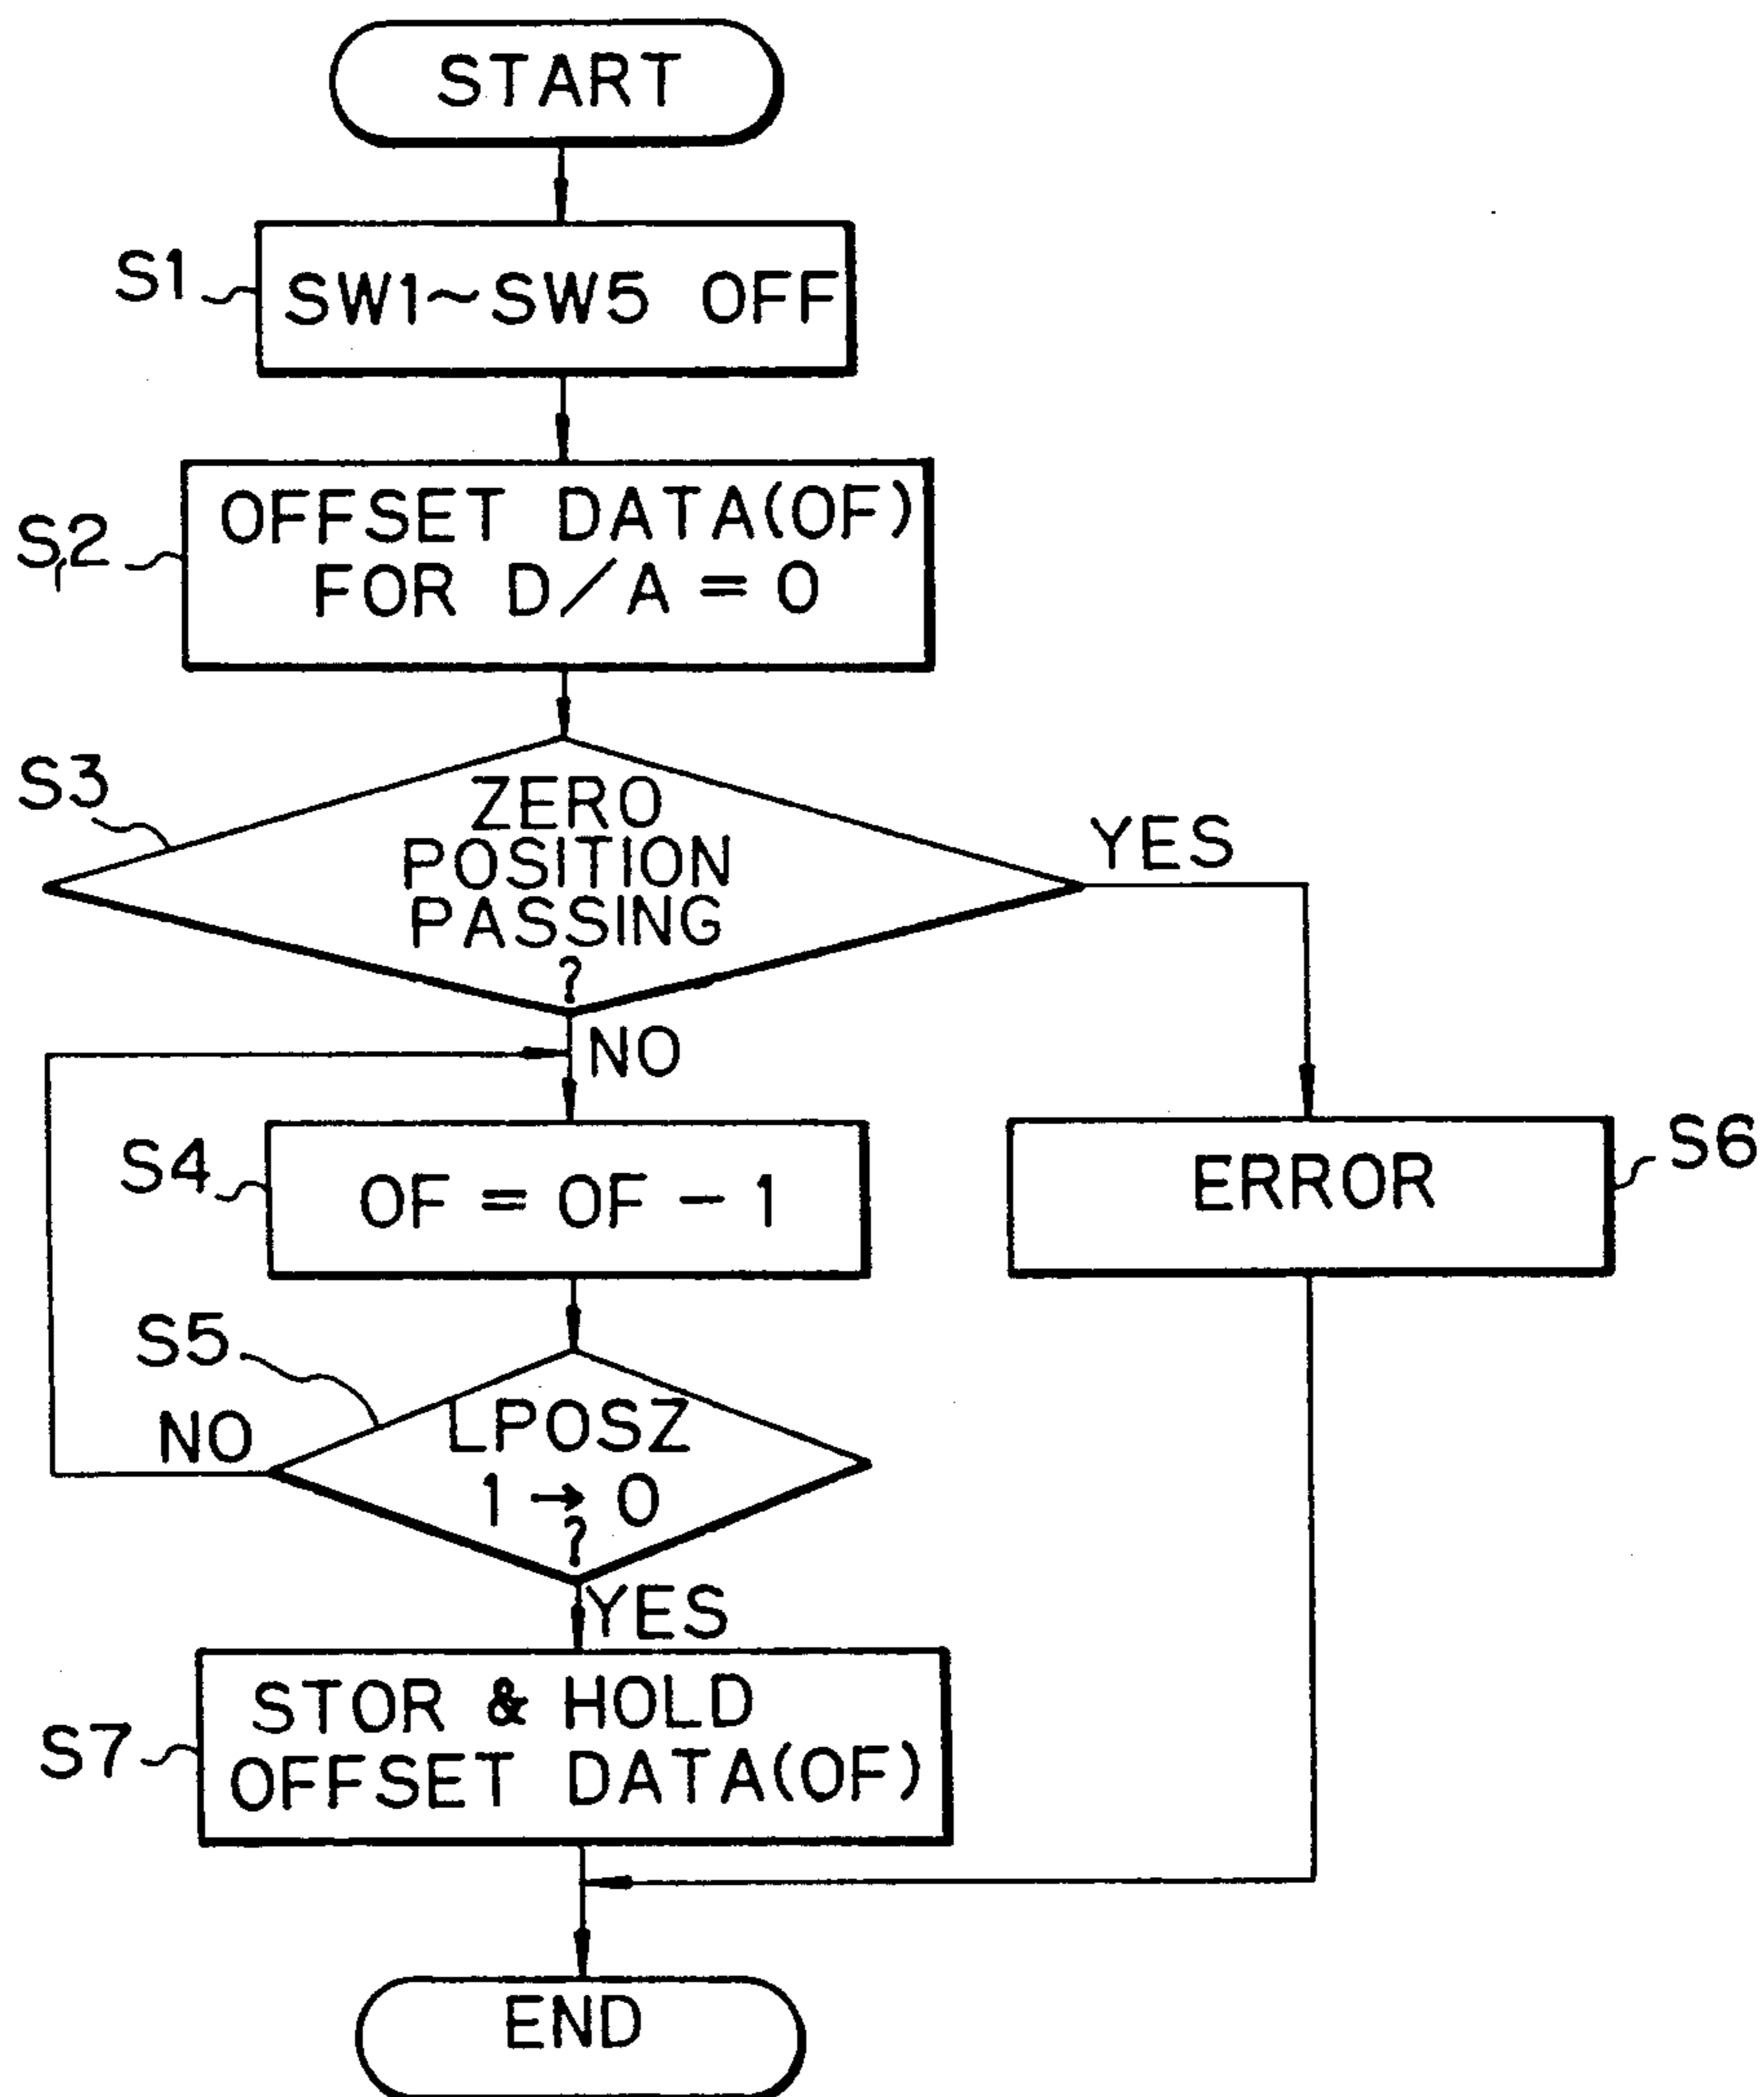 START
S1
SW1~SW5 OFF
S2
OFFSET DATA(OF)
FOR D/A = 0
S3
ZERO
POSITION
PASSING
?
YES
NO
S4
OF = OF - 1
S6
ERROR
S5
NO
LPOSZ
1 → 0
?
YES
S7
STOR & HOLD
OFFSET DATA(OF)
END